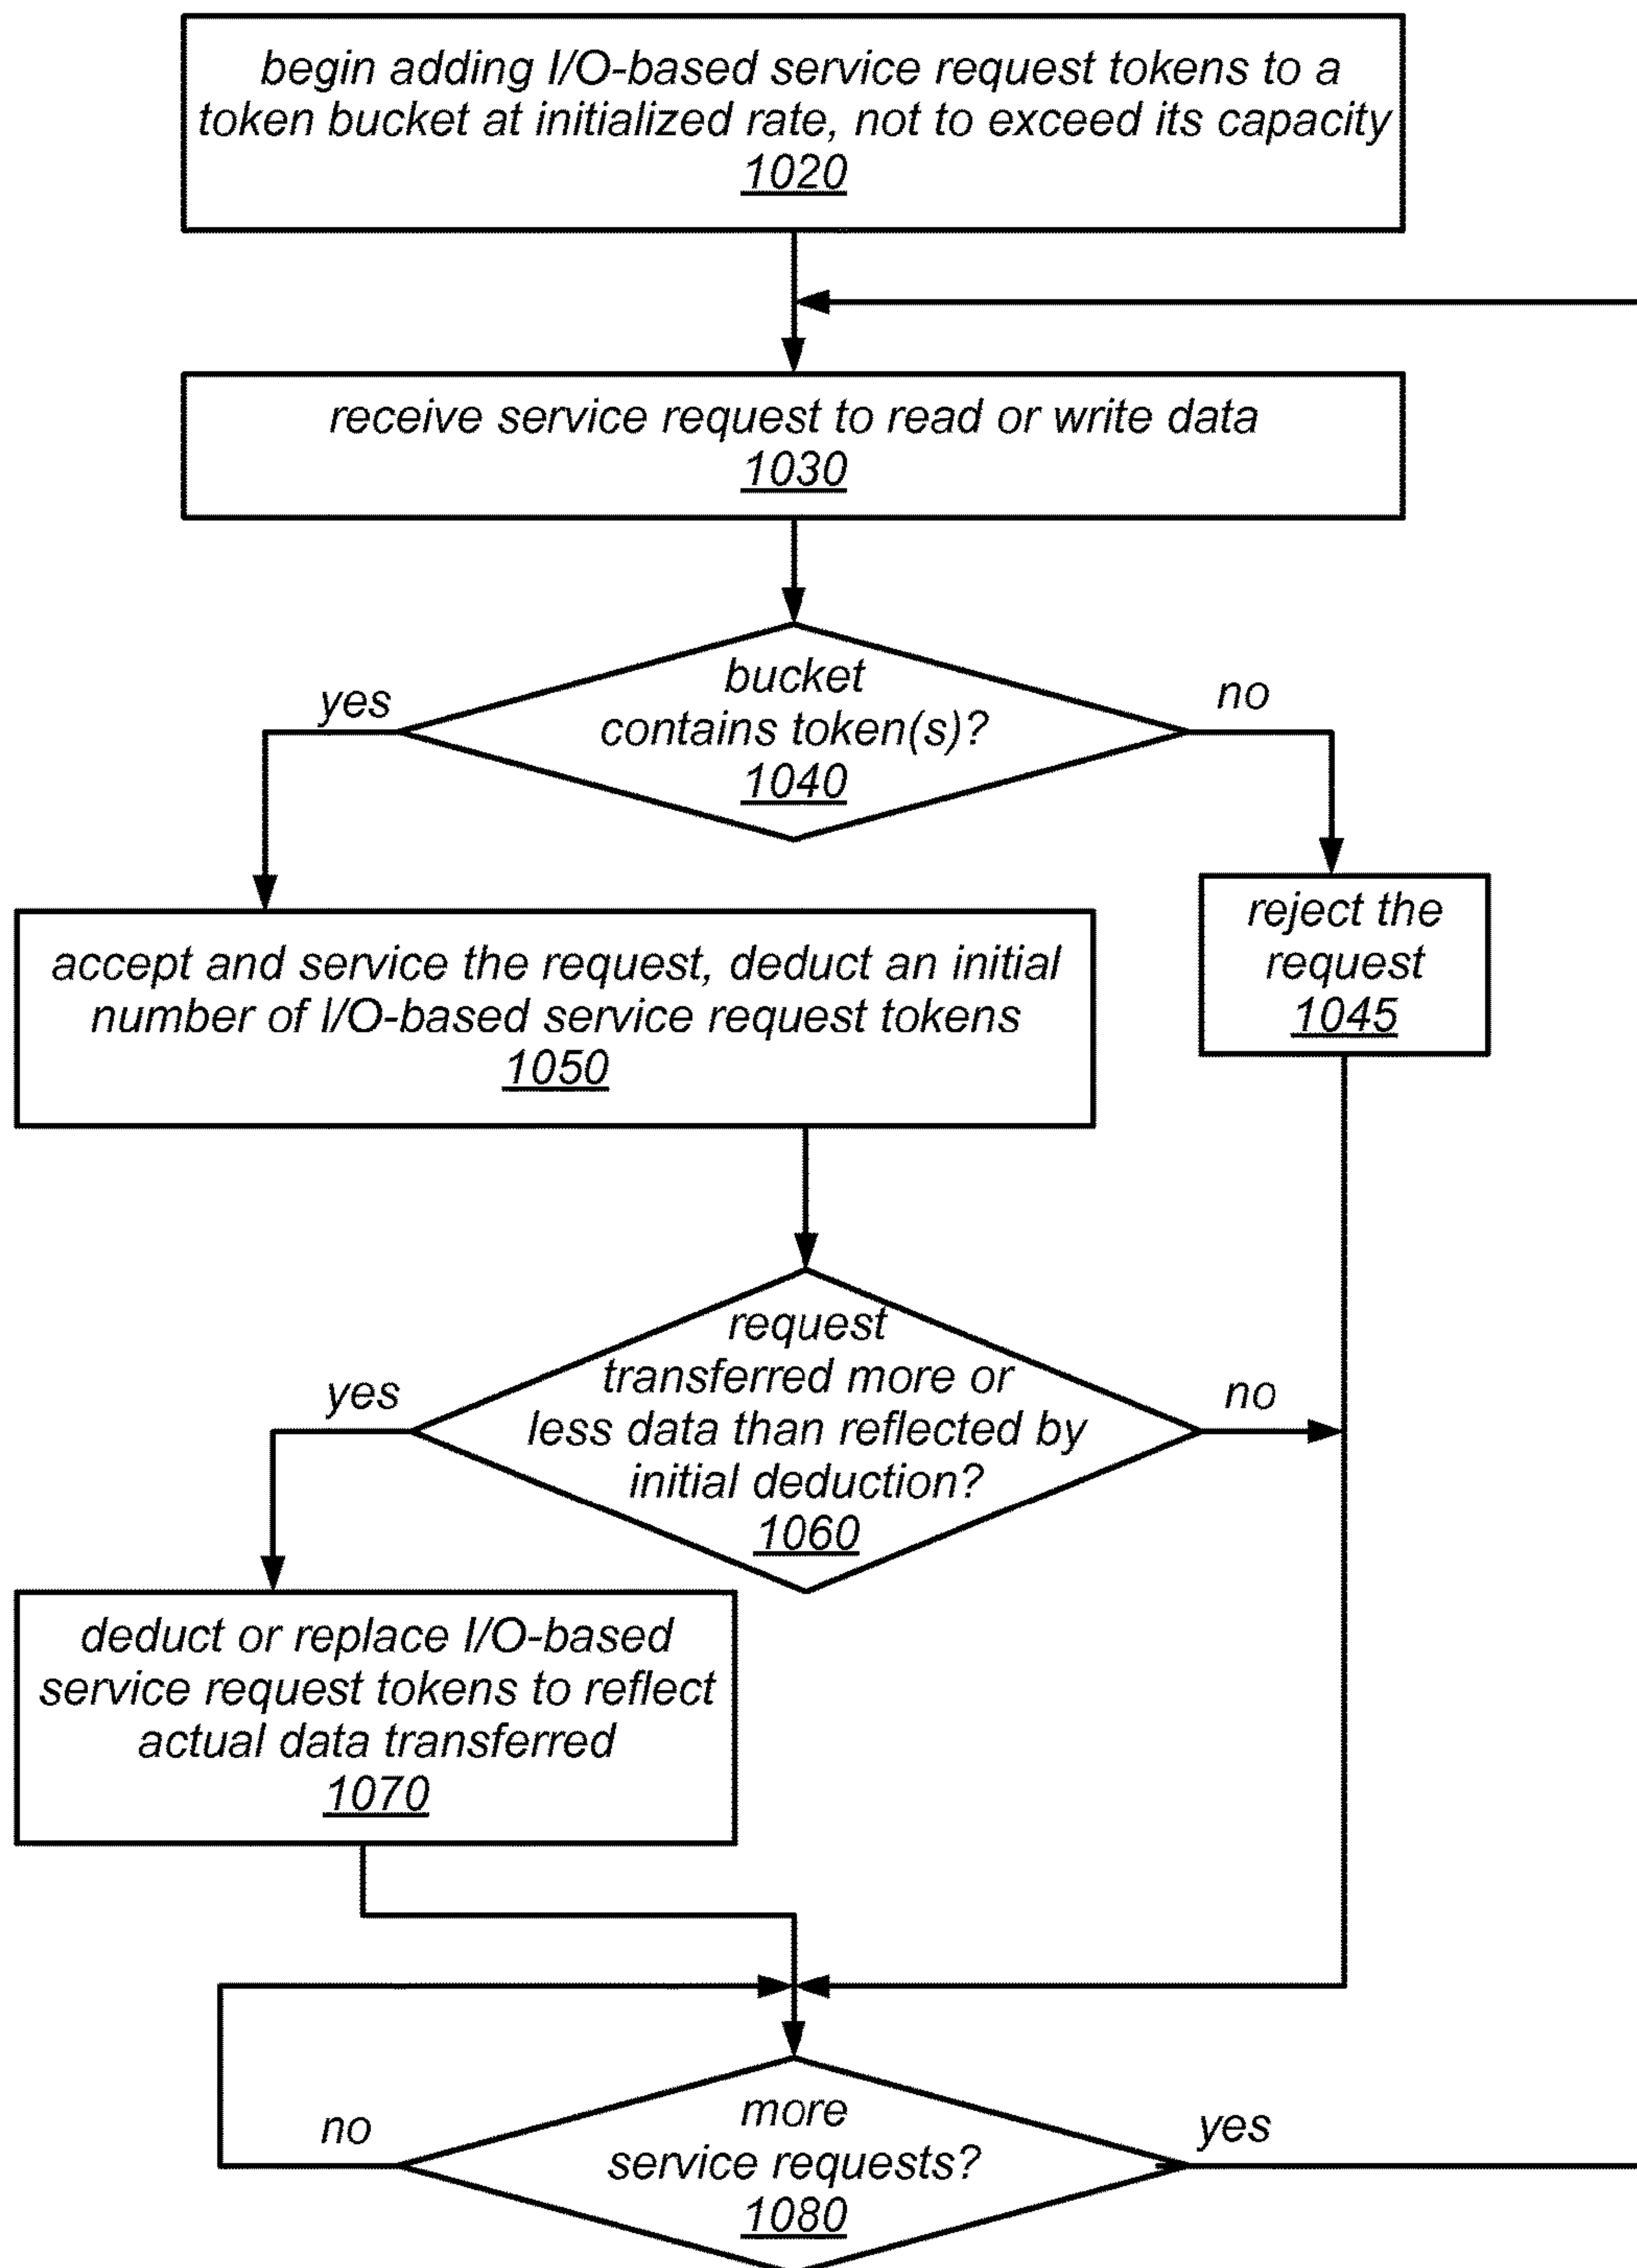 begin adding I/O-based service request tokens to a
token bucket at initialized rate, not to exceed its capacity
1020
receive service request to read or write data
1030
bucket
contains token(s)?
1040
yes
no
accept and service the request, deduct an initial
number of I/O-based service request tokens
1050
reject the
request
1045
request
transferred more or
less data than reflected by
initial deduction?
1060
yes
no
deduct or replace I/O-based
service request tokens to reflect
actual data transferred
1070
more
service requests?
1080
no
yes